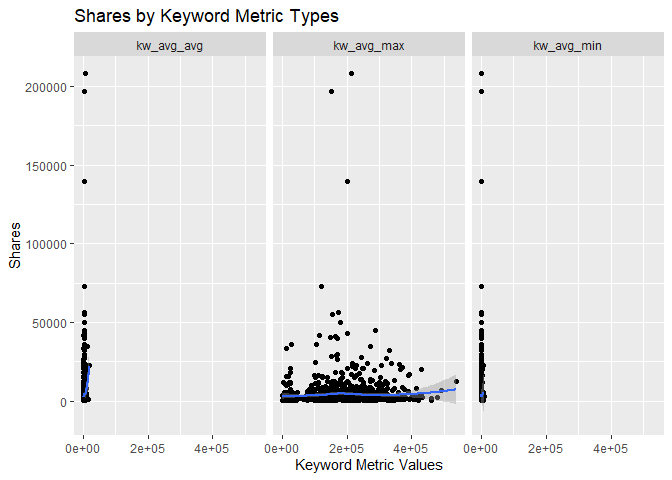 Shares by Keyword Metric Types
kw_avg_avg kw_avg_max kw_avg_min
200000
150000
100000
50000
0
Shares
0e+00 2e+05 4e+05 0e+00 2e+05 4e+05 0e+00 2e+05 4e+05
Keyword Metric Values